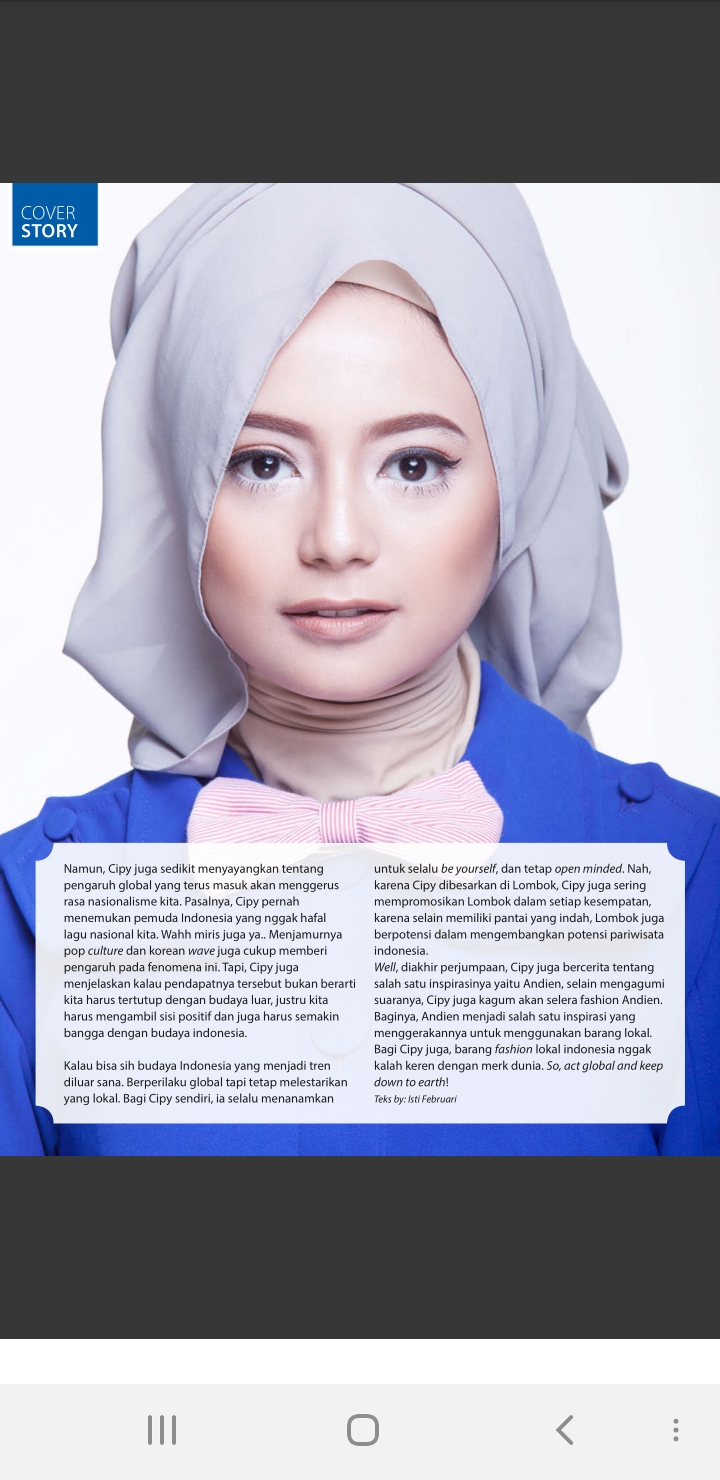 COVER
STORY
Namun, Cipy juga sedikit menyayangkan tentang
pengaruh global yang terus masuk akan menggerus
rasa nasionalisme kita. Pasalnya, Cipy pernah
menemukan pemuda Indonesia yang nggak hafal
lagu nasional kita. Wahh miris juga ya.. Menjamurnya
pop culture dan korean wave juga cukup memberi
pengaruh pada fenomena ini. Tapi, Cipy juga
menjelaskan kalau pendapatnya tersebut bukan berarti
kita harus tertutup dengan budaya luar, justru kita
harus mengambil sisi positif dan juga harus semakin
bangga dengan budaya indonesia.
Kalau bisa sih budaya Indonesia yang menjadi tren
diluar sana. Berperilaku global tapi tetap melestarikan
yang lokal. Bagi Cipy sendiri, ia selalu menanamkan
untuk selalu be yourself, dan tetap open minded. Nah,
karena Cipy dibesarkan di Lombok, Cipy juga sering
mempromosikan Lombok dalam setiap kesempatan,
karena selain memiliki pantai yang indah, Lombok juga
berpotensi dalam mengembangkan potensi pariwisata
indonesia.
Well, diakhir perjumpaan, Cipy juga bercerita tentang
salah satu inspirasinya yaitu Andien, selain mengagumi
suaranya, Cipy juga kagum akan selera fashion Andien.
Baginya, Andien menjadi salah satu inspirasi yang
menggerakannya untuk menggunakan barang lokal.
Bagi Cipy juga, barang fashion lokal indonesia nggak
kalah keren dengan merk dunia. So, act global and keep
down to earth!
Teks by: Isti Februari